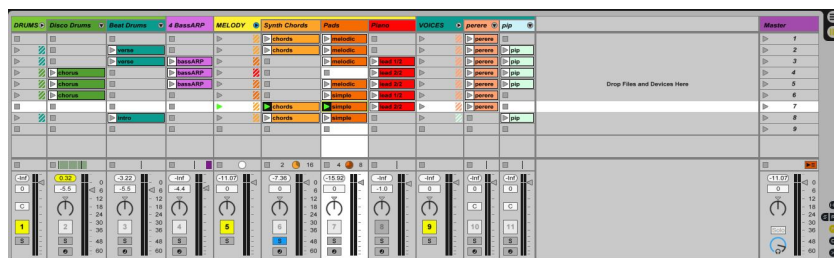 DRUMS Disco Drums Beat Drums 4 BassARP MELODY Synth Chords Pads Piano VOICES perere pip Master
chords melodic perere 1
verse chords melodic perere pip 2
verse bassARP chords melodic lead 1/2 perere pip 3
chorus bassARP chords lead 2/2 perere pip 4
chorus bassARP chords melodic lead 2/2 perere pip Drop Files and Devices Here 5
chorus chords simple lead 1/2 perere 6
chords simple lead 2/2 perere 7
intro chords simple pip 8
9
2 16 4 8
-Inf 0.32 -3.22 -Inf -11.07 -7.36 -15.92 -Inf -Inf -Inf -Inf -11.07
0 -5.5 -5.5 -4.4 0 0 0 -1.0 0 0 0 0
C C C C
1 2 3 4 5 6 7 8 9 10 11 Solo
S S S S S S S S S S S